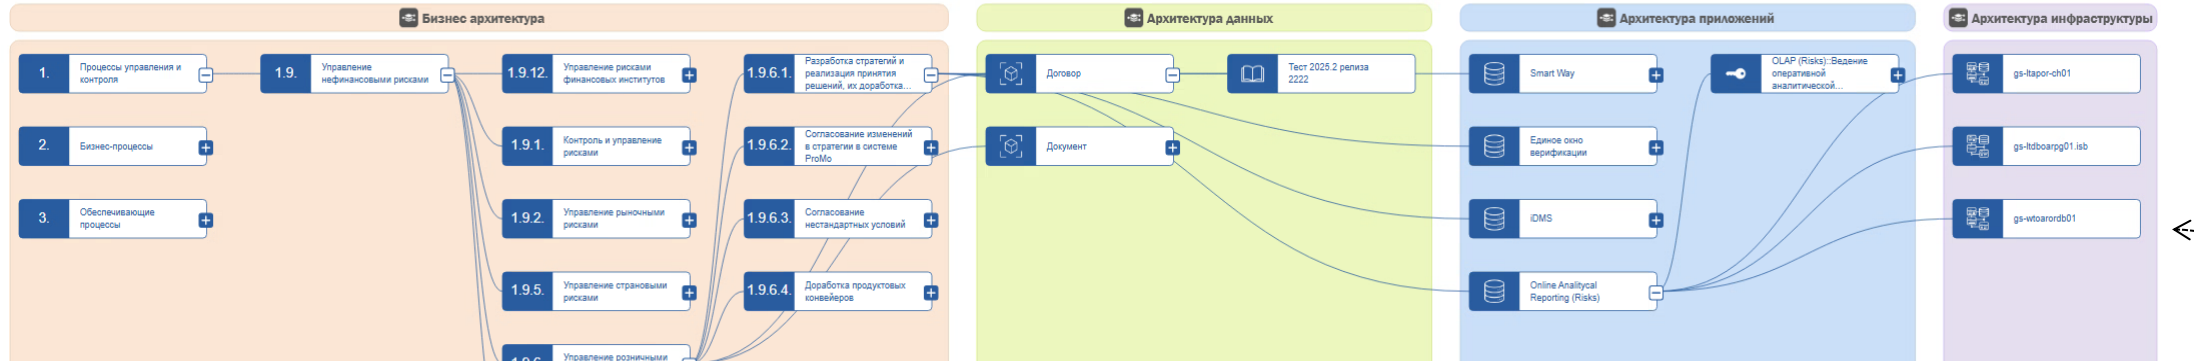 Бизнес архитектура
Архитектура данных
Архитектура приложений
Архитектура инфраструктуры
1.
Процессы управления и
контроля
1.9.
Управление
нефинансовыми рисками
1.9.12.
Управление рисками
финансовых институтов
1.9.6.1.
Разработка стратегий и
реализация принятия
решений, их доработка...
Договор
Тест 2025.2 релиза
2222
Smart Way
OLAP (Risks)::Ведение
оперативной
аналитической...
gs-ltapor-ch01
2.
Бизнес-процессы
1.9.1.
Контроль и управление
рисками
1.9.6.2.
Согласование изменений
в стратегии в системе
ProMo
Документ
Единое окно
верификации
gs-ltdboarpg01.isb
3.
Обеспечивающие
процессы
1.9.2.
Управление рыночными
рисками
1.9.6.3.
Согласование
нестандартных условий
iDMS
gs-wtoarordb01
1.9.5.
Управление страновыми
рисками
1.9.6.4.
Доработка продуктовых
конвейеров
Online Analitycal
Reporting (Risks)
1.9.6.
Управление розничными